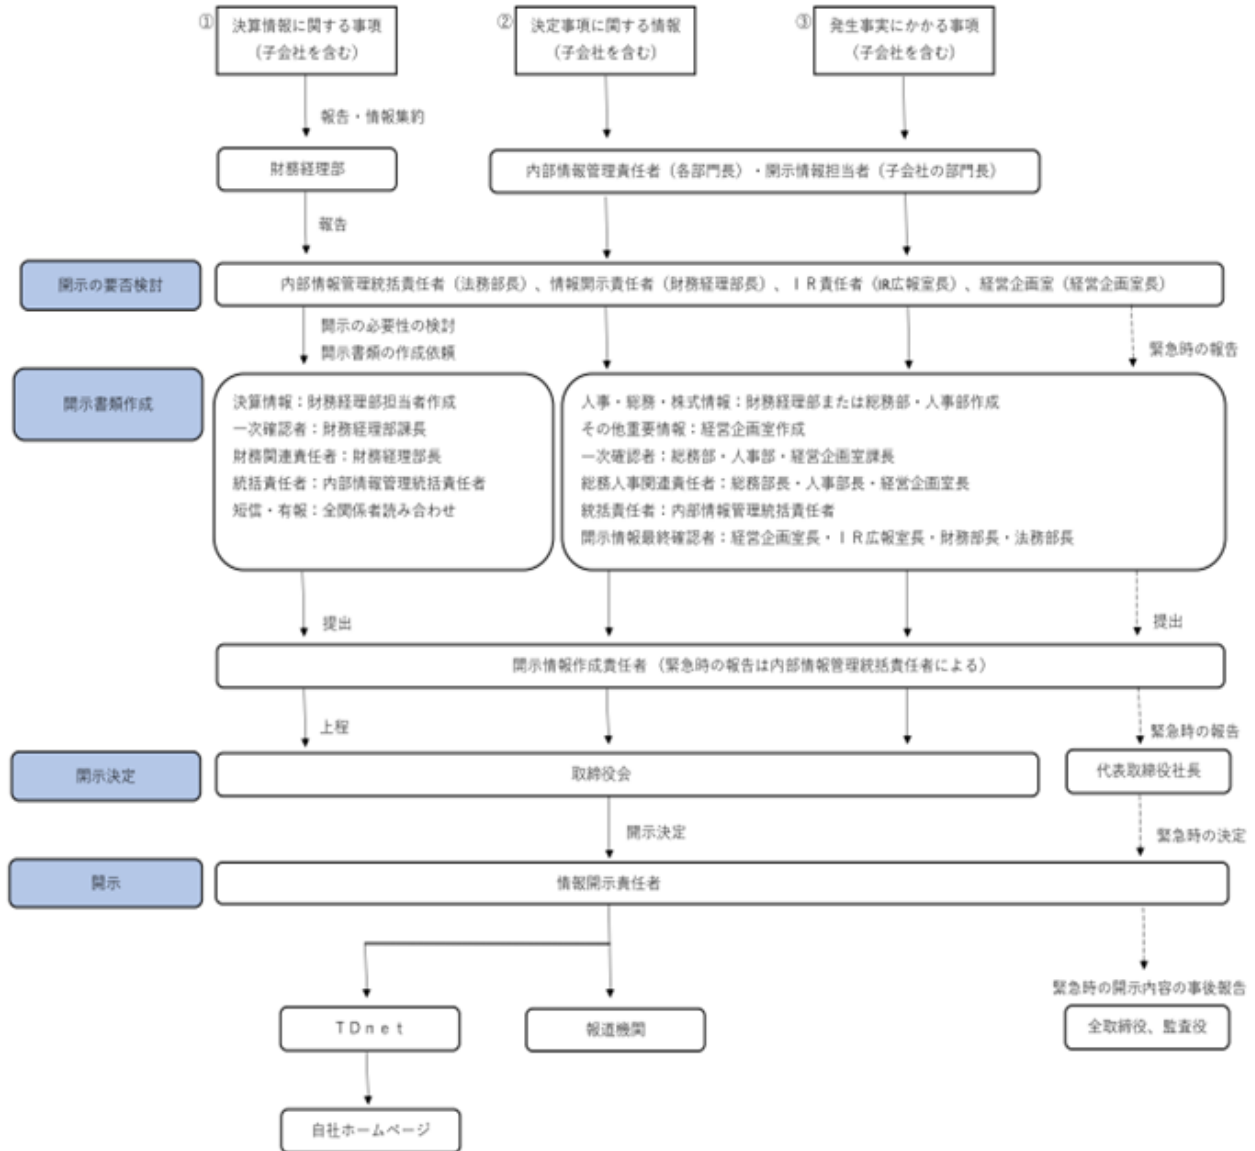 ① 決算情報に関する事項
(子会社を含む)
② 決定事項に関する情報
(子会社を含む)
③ 発生事実にかかる事項
(子会社を含む)
報告・情報集約
財務経理部
内部情報管理責任者(各部門長)・開示情報担当者(子会社の部門長)
報告
開示の要否検討
内部情報管理統括責任者(法務部長)、情報開示責任者(財務経理部長)、IR責任者(IR広報室長)、経営企画室(経営企画室長)
開示の必要性の検討
開示書類の作成依頼
緊急時の報告
開示書類作成
決算情報:財務経理部担当者作成
一次確認者:財務経理部課長
財務関連責任者:財務経理部長
統括責任者:内部情報管理統括責任者
短信・有報:全関係者読み合わせ
人事・総務・株式情報:財務経理部または総務部・人事部作成
その他重要情報:経営企画室作成
一次確認者:総務部・人事部・経営企画室課長
総務人事関連責任者:総務部長・人事部長・経営企画室長
統括責任者:内部情報管理統括責任者
開示情報最終確認者:経営企画室長・IR広報室長・財務部長・法務部長
提出
提出
開示情報作成責任者(緊急時の報告は内部情報管理統括責任者による)
上程
緊急時の報告
開示決定
取締役会
代表取締役社長
開示決定
緊急時の決定
開示
情報開示責任者
緊急時の開示内容の事後報告
TDnet
報道機関
全取締役、監査役
自社ホームページ